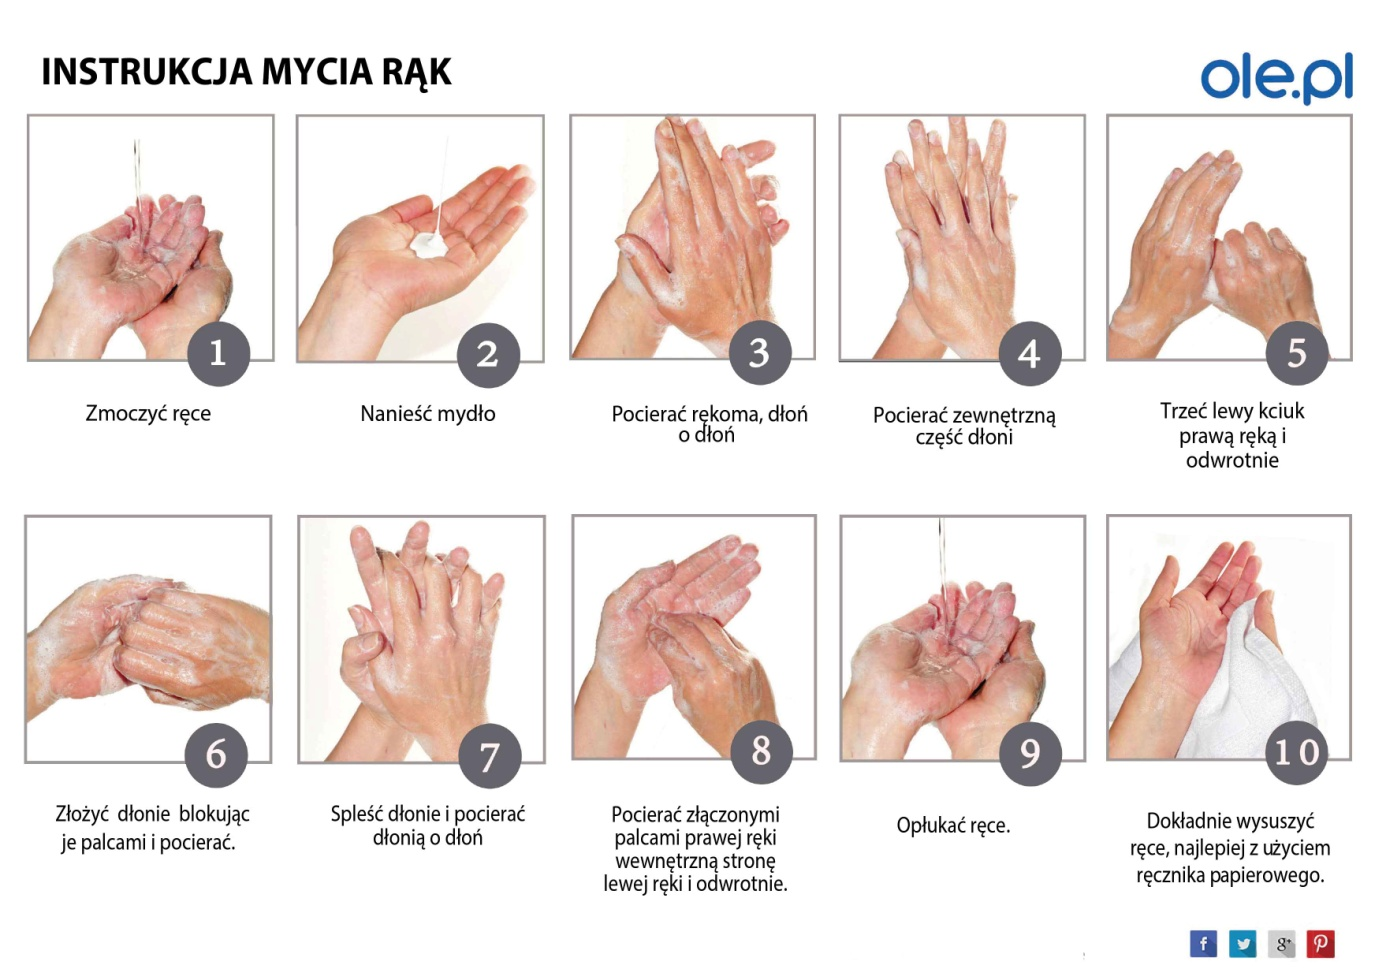 INSTRUKCJA MYCIA RĄK
ole.pl
1
2
3
4
5
Zmoczyć ręce
Nanieść mydło
Pocierać rękoma, dłoń
o dłoń
Pocierać zewnętrzną
część dłoni
Trzeć lewy kciuk
prawą ręką i
odwrotnie
6
7
8
9
10
Złożyć dłonie blokując
je palcami i pocierać.
Spleść dłonie i pocierać
dłonią o dłoń
Pocierać złączonymi
palcami prawej ręki
wewnętrzną stronę
lewej ręki i odwrotnie.
Opłukać ręce.
Dokładnie wysuszyć
ręce, najlepiej z użyciem
ręcznika papierowego.
f
g+